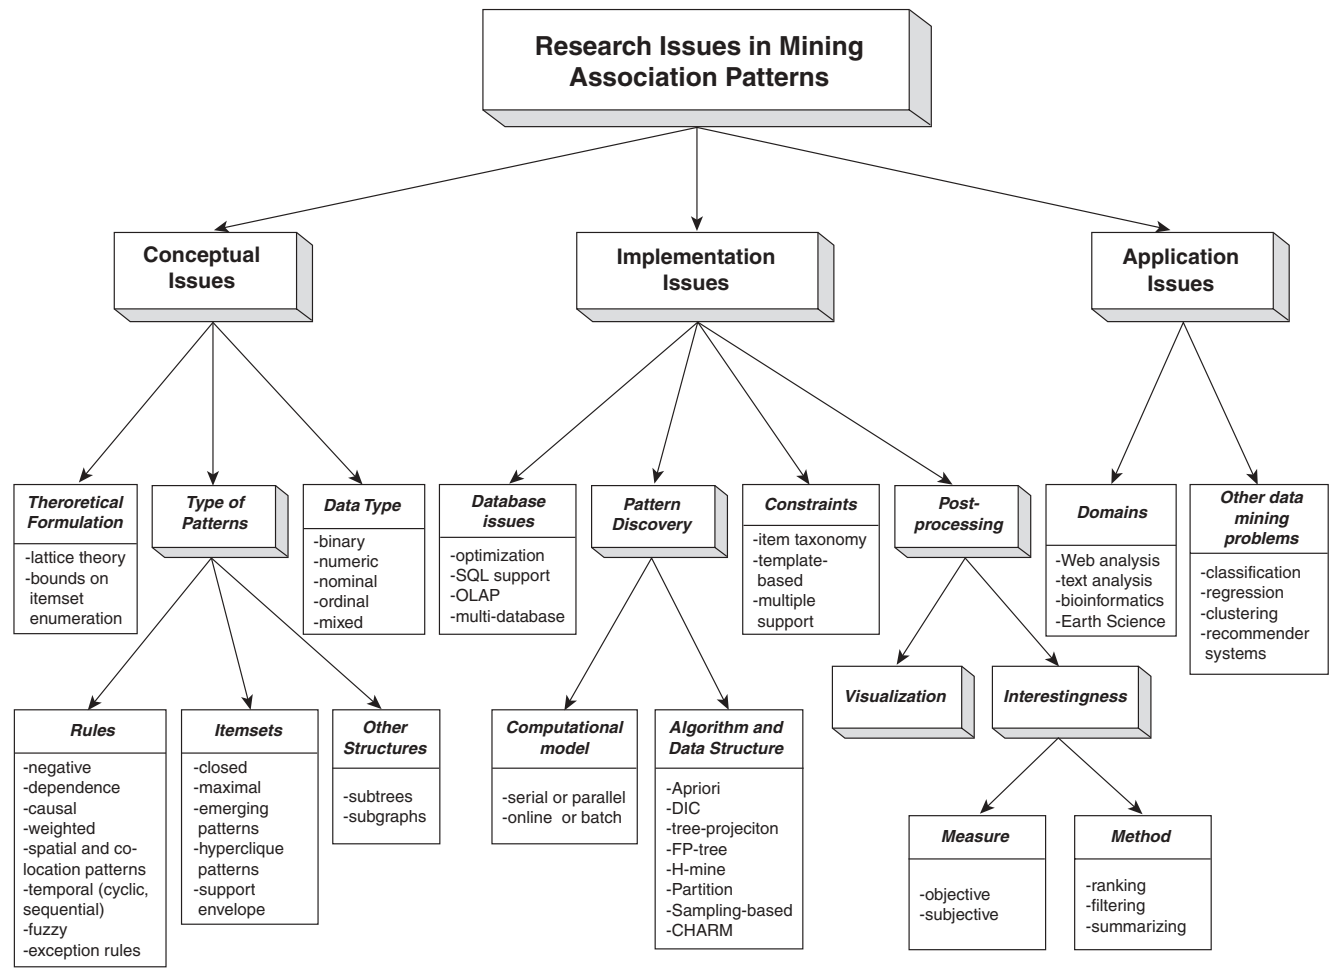 Research Issues in Mining
Association Patterns
Conceptual
Issues
Implementation
Issues
Application
Issues
Theroretical
Formulation
-lattice theory
-bounds on
itemset
enumeration
Type of
Patterns
Data Type
-binary
-numeric
-nominal
-ordinal
-mixed
Database
issues
-optimization
-SQL support
-OLAP
-multi-database
Pattern
Discovery
Constraints
-item taxonomy
-template-
based
-multiple
support
Post-
processing
Domains
-Web analysis
-text analysis
-bioinformatics
-Earth Science
Other data
mining
problems
-classification
-regression
-clustering
-recommender
systems
Rules
-negative
-dependence
-causal
-weighted
-spatial and co-
location patterns
-temporal (cyclic,
sequential)
-fuzzy
-exception rules
Itemsets
-closed
-maximal
-emerging
patterns
-hyperclique
patterns
-support
envelope
Other
Structures
-subtrees
-subgraphs
Computational
model
-serial or parallel
-online or batch
Algorithm and
Data Structure
-Apriori
-DIC
-tree-projeciton
-FP-tree
-H-mine
-Partition
-Sampling-based
-CHARM
Visualization
Interestingness
Measure
-objective
-subjective
Method
-ranking
-filtering
-summarizing